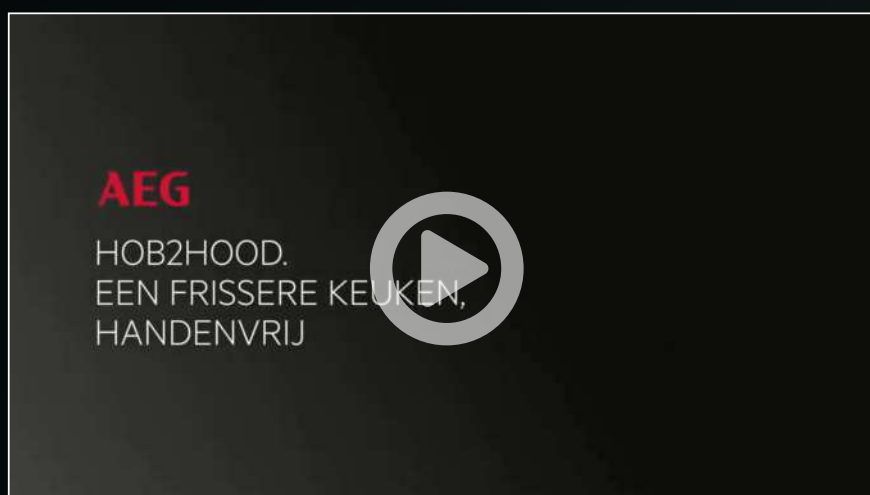 AEG
HOB2HOOD.
EEN FRISSERE KEUKEN,
HANDENVRIJ